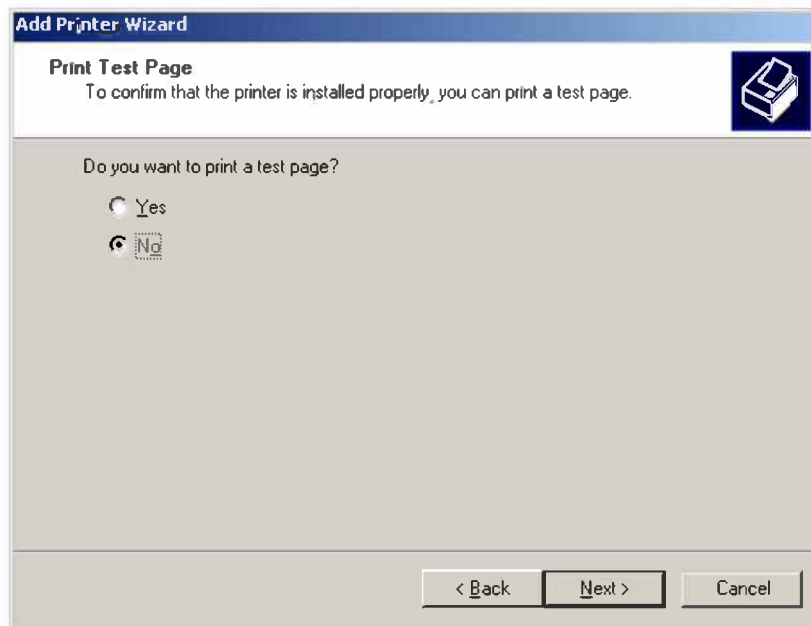 Add Printer Wizard
Print Test Page
To confirm that the printer is installed properly, you can print a test page.
Do you want to print a test page?
Yes
No
< Back
Next >
Cancel